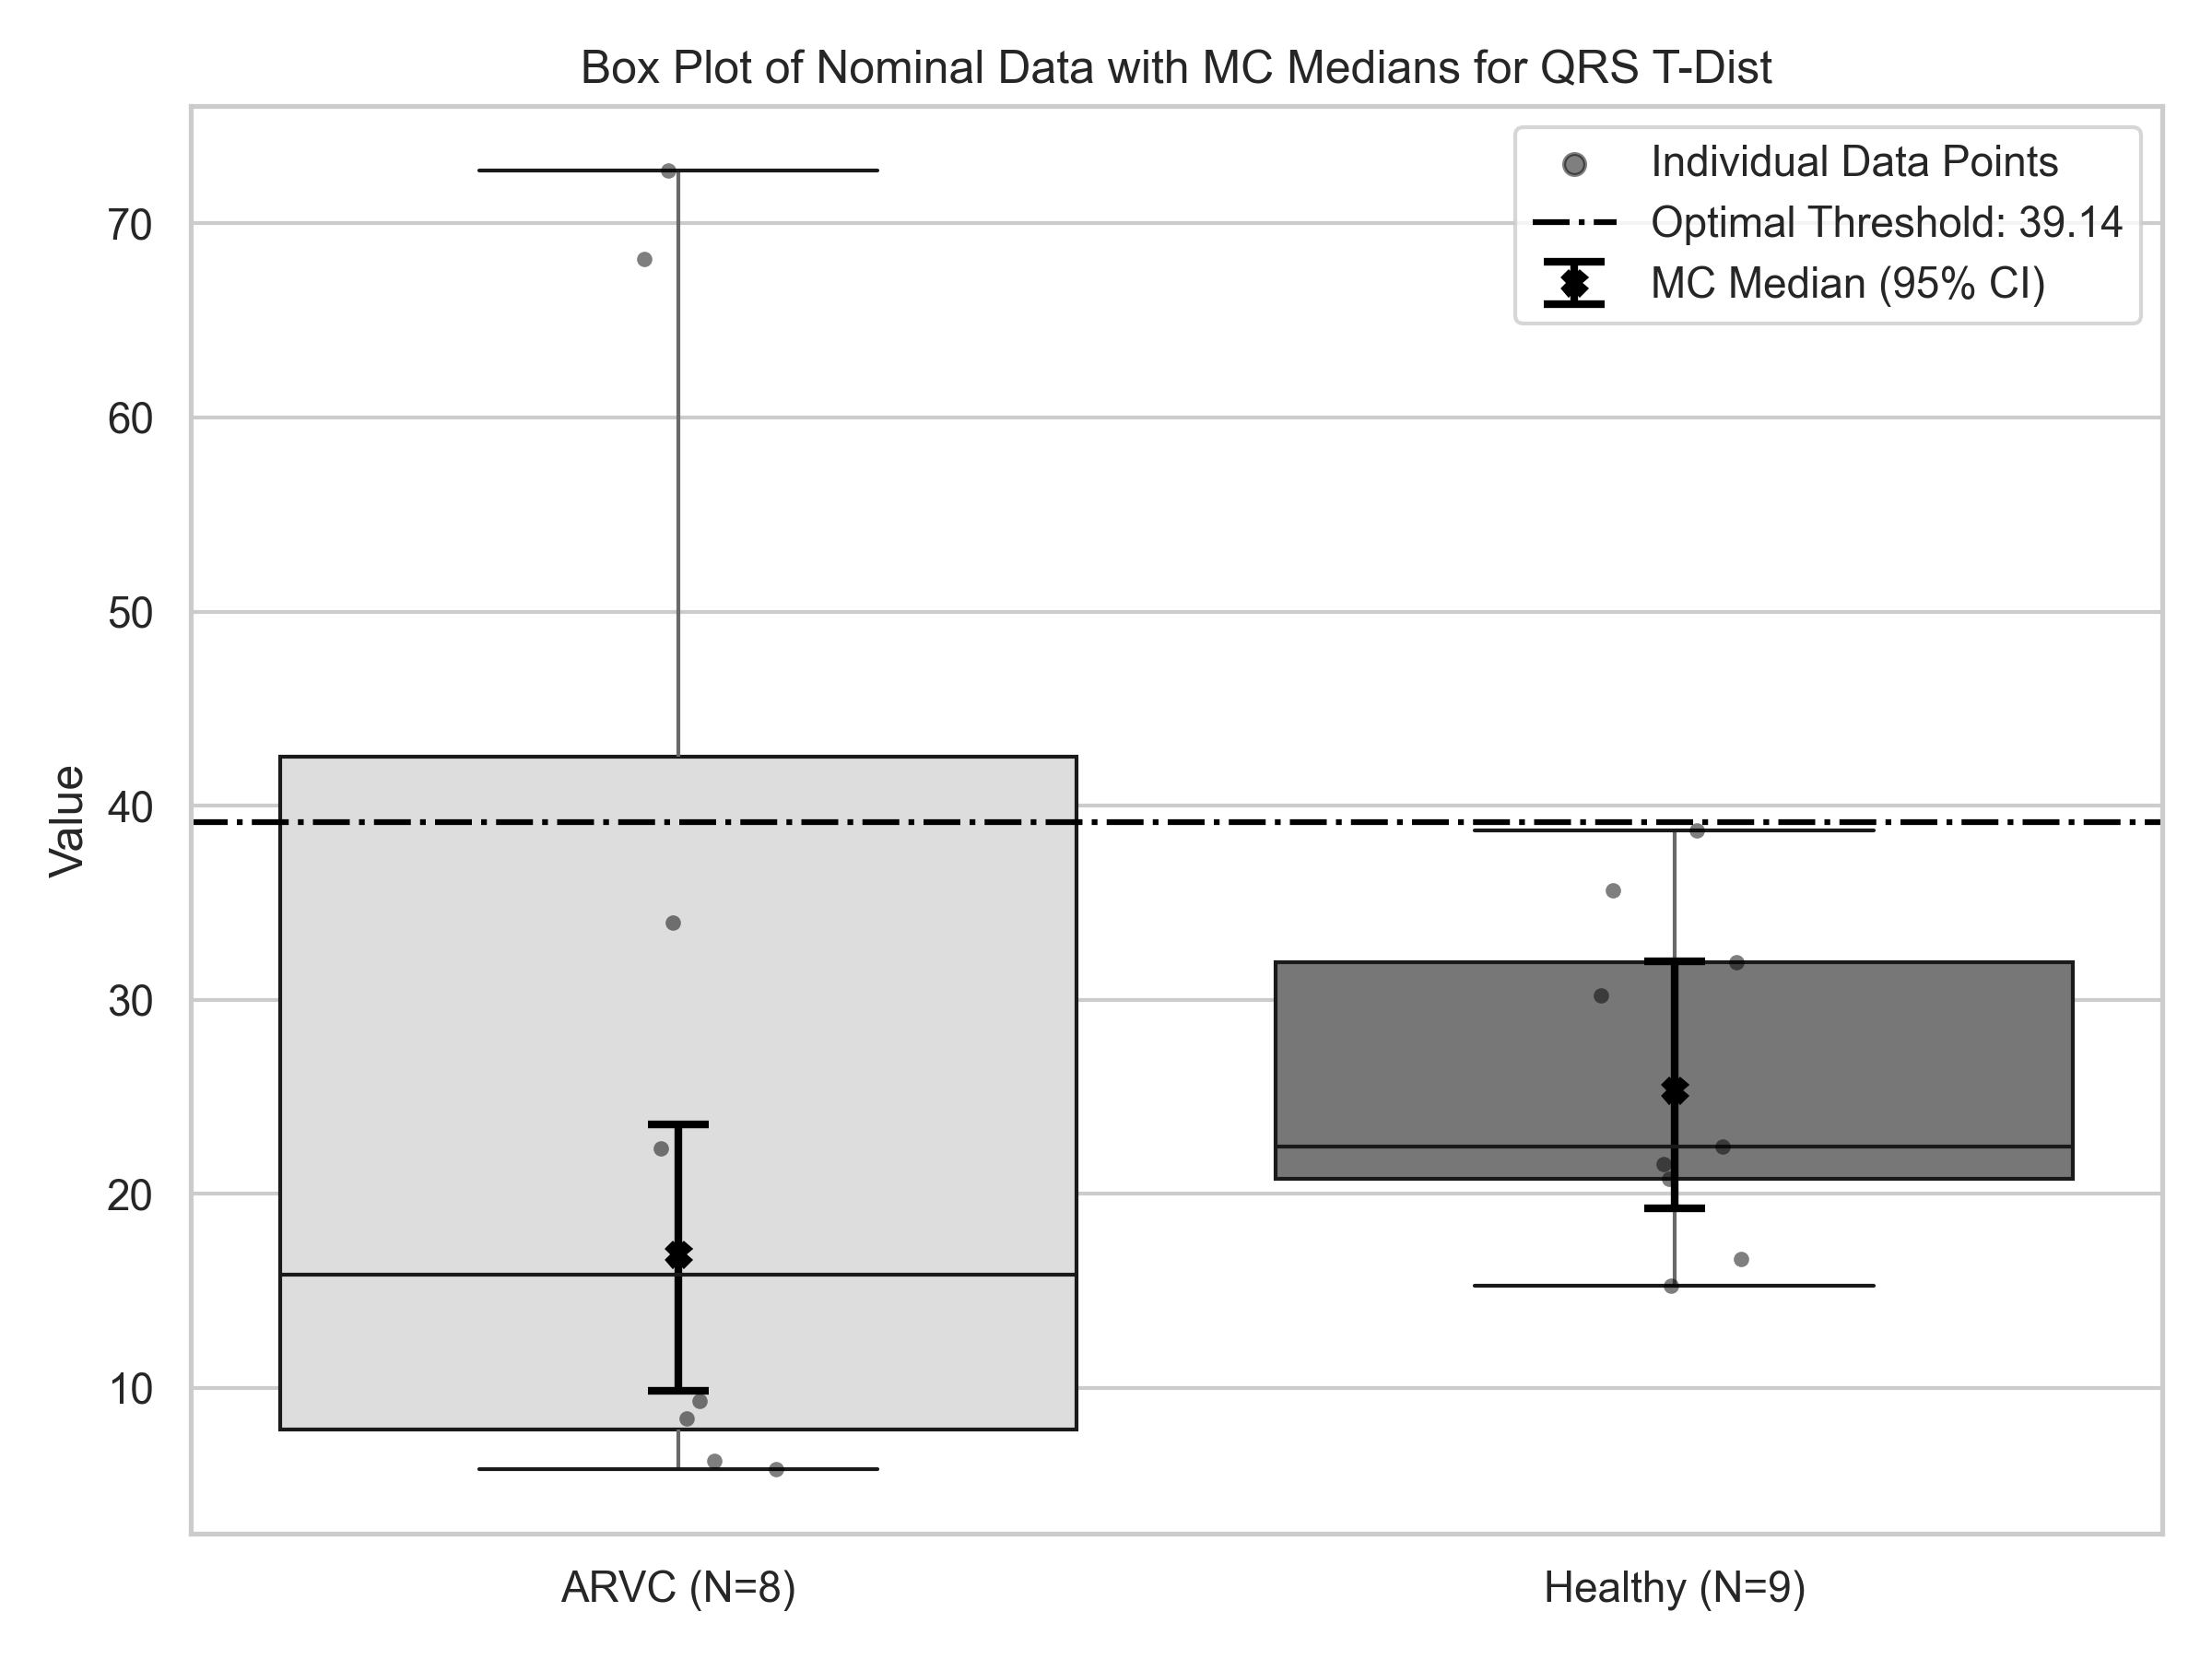 Box Plot of Nominal Data with MC Medians for QRS T-Dist
Individual Data Points
Optimal Threshold: 39.14
MC Median (95% CI)
Value
70
60
50
40
30
20
10
ARVC (N=8)
Healthy (N=9)